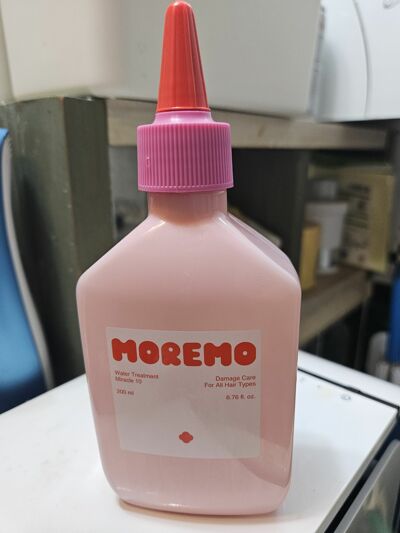 MOREMO
Water Treatment
Miracle 10
Damage Care
For All Hair Types
200 ml
6.76 fl. oz.